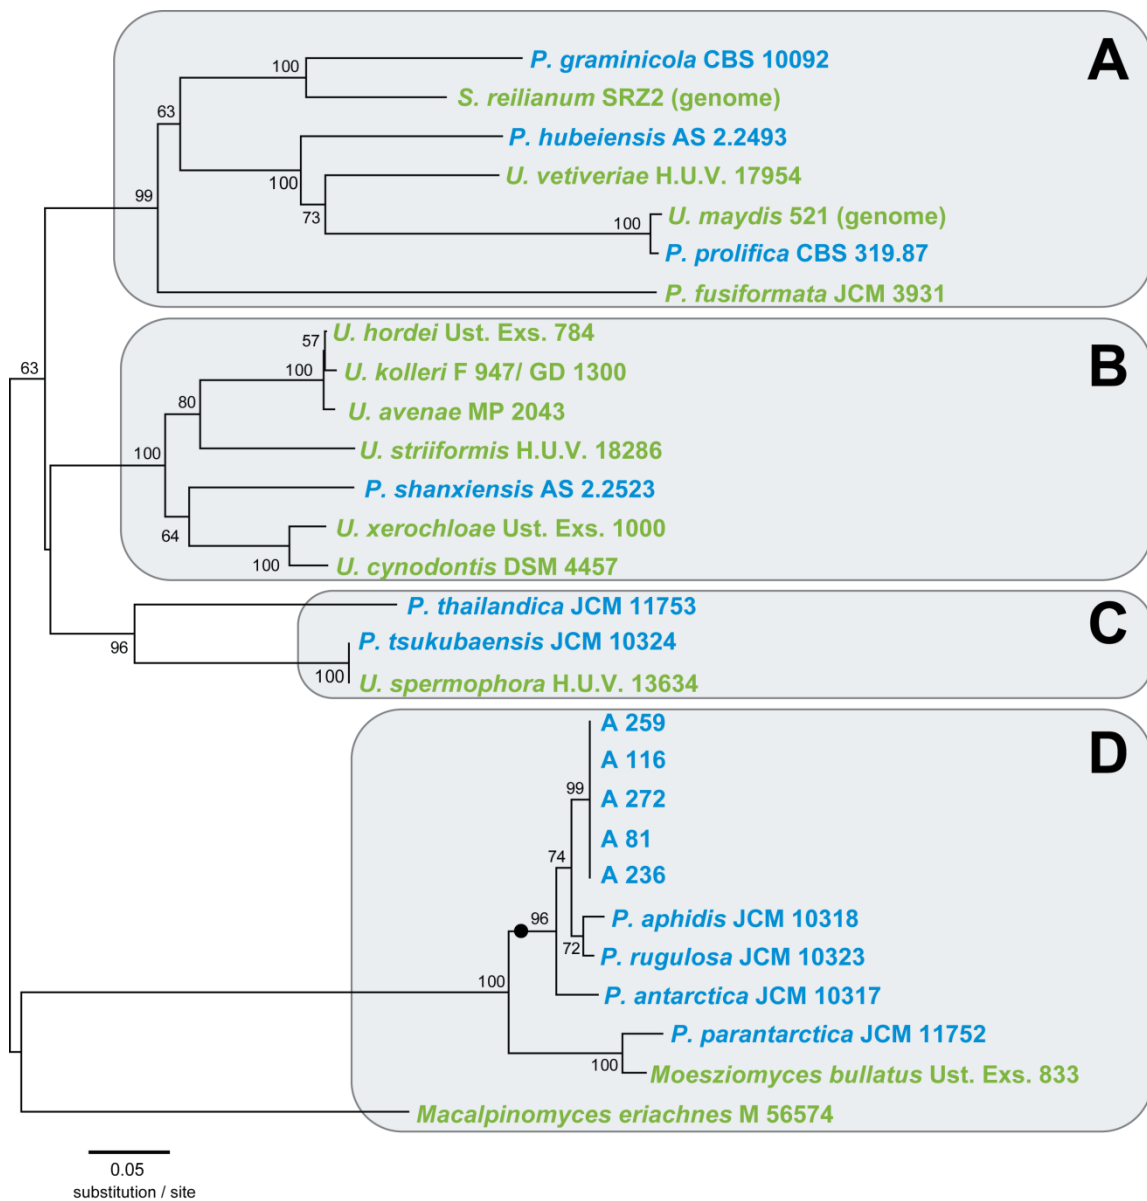 A
P. graminicola CBS 10092
100
S. reilianum SRZ2 (genome)
63
P. hubeiensis AS 2.2493
U. vetiveriae H.U.V. 17954
100
99
73
U. maydis 521 (genome)
100
P. prolifica CBS 319.87
P. fusiformata JCM 3931
B
U. hordei Ust. Exs. 784
57
U. kolleri F 947/ GD 1300
100
63
80
U. avenae MP 2043
U. striiformis H.U.V. 18286
100
P. shanxiensis AS 2.2523
U. xerochloae Ust. Exs. 1000
64
100
U. cynodontis DSM 4457
C
P. thailandica JCM 11753
96
P. tsukubaensis JCM 10324
100
U. spermophora H.U.V. 13634
D
A 259
A 116
99
A 272
A 81
74
A 236
96
P. aphidis JCM 10318
72
P. rugulosa JCM 10323
100
P. antarctica JCM 10317
P. parantarctica JCM 11752
100
Moesziomyces bullatus Ust. Exs. 833
Macalpinomyces eriachnes M 56574
0.05
substitution / site